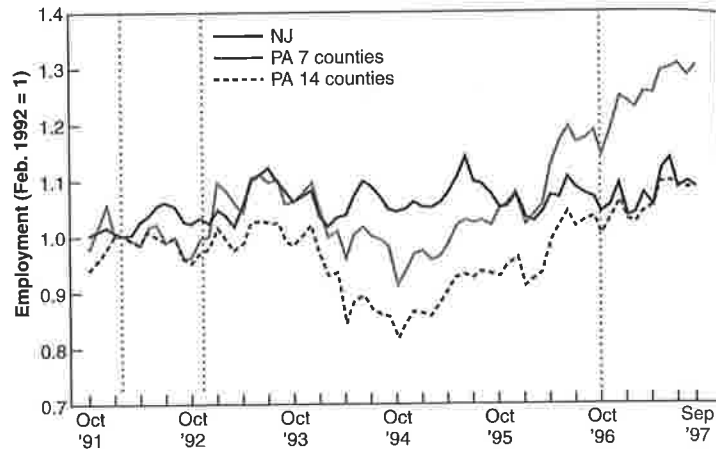 1.4
1.3
1.2
1.1
1.0
0.9
0.8
0.7
Employment (Feb. 1992 = 1)
NJ
PA 7 counties
PA 14 counties
Oct Oct Oct Oct Oct Oct Sep
'91 '92 '93 '94 '95 '96 '97